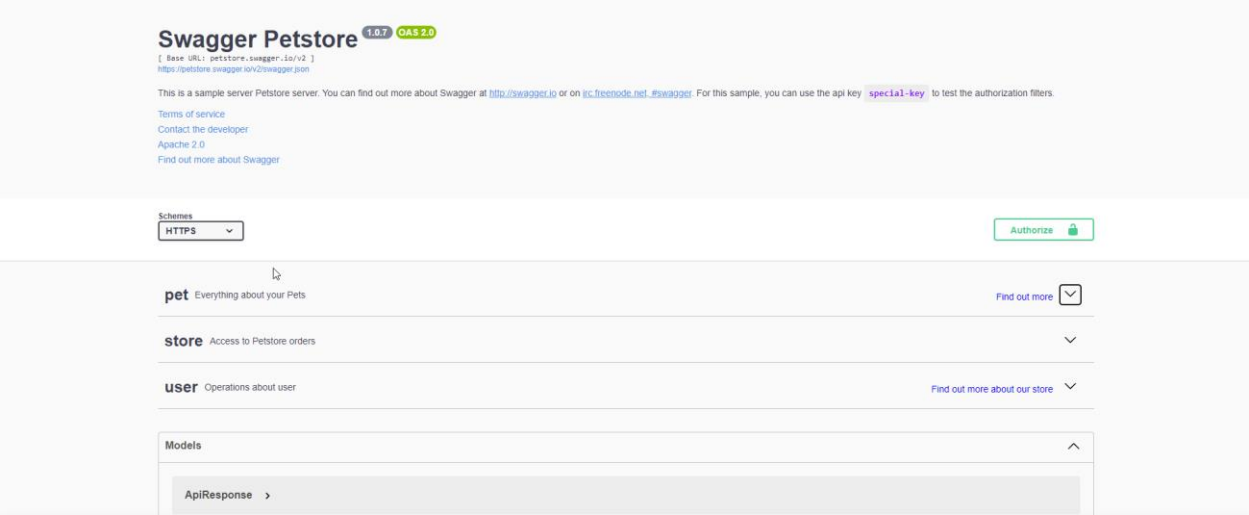 Swagger Petstore 1.0.7 OAS 2.0
[ Base URL: petstore.swagger.io/v2 ]
https://petstore.swagger.io/v2/swagger.json
This is a sample server Petstore server. You can find out more about Swagger at http://swagger.io or on irc.freenode.net, #swagger. For this sample, you can use the api key special-key to test the authorization filters.
Terms of service
Contact the developer
Apache 2.0
Find out more about Swagger
Schemes
HTTPS
Authorize
pet Everything about your Pets Find out more
store Access to Petstore orders
user Operations about user Find out more about our store
Models
ApiResponse